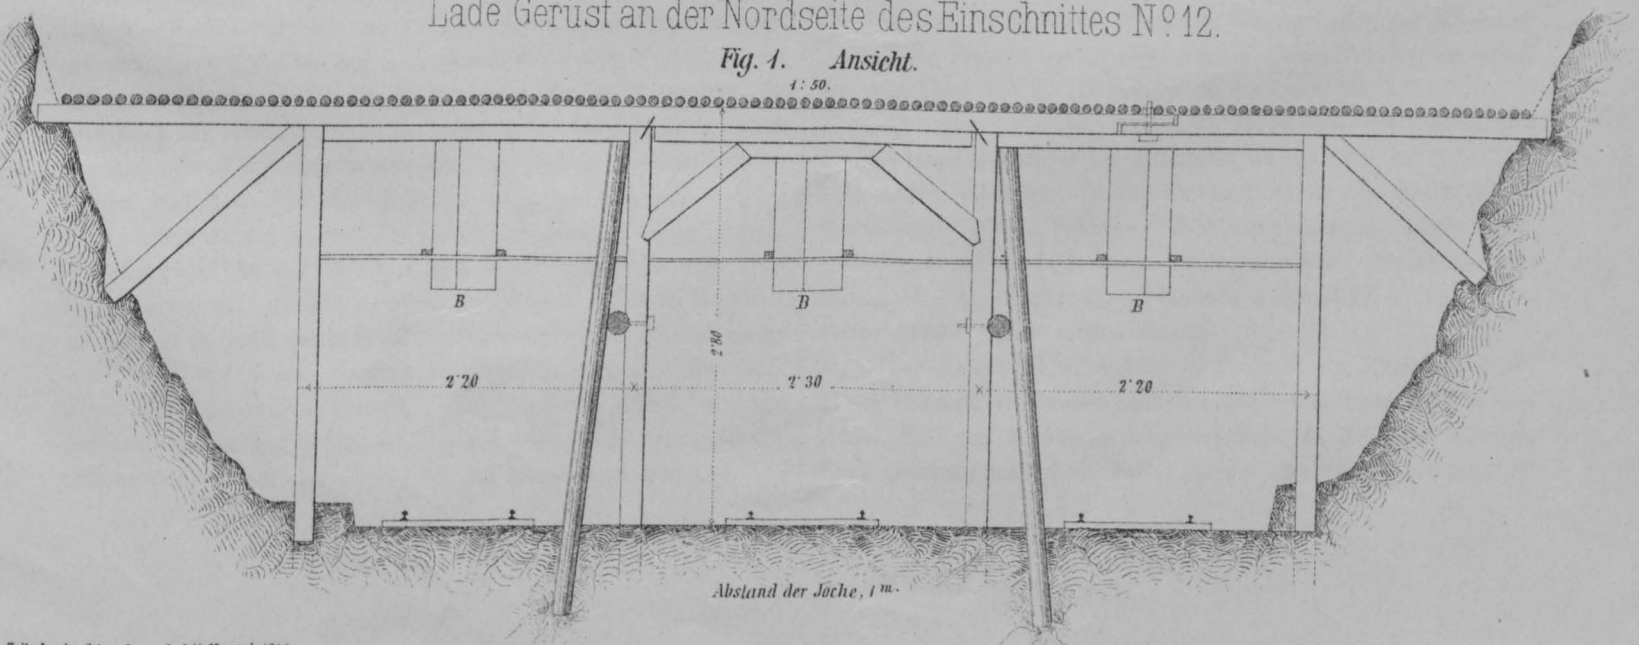 Lade Gerüst an der Nordseite des Einschnittes No. 12.
Fig. 1. Ansicht.
1:50.
B B B
2.80
2.20 2.30 2.20
Abstand der Joche, 1 m.